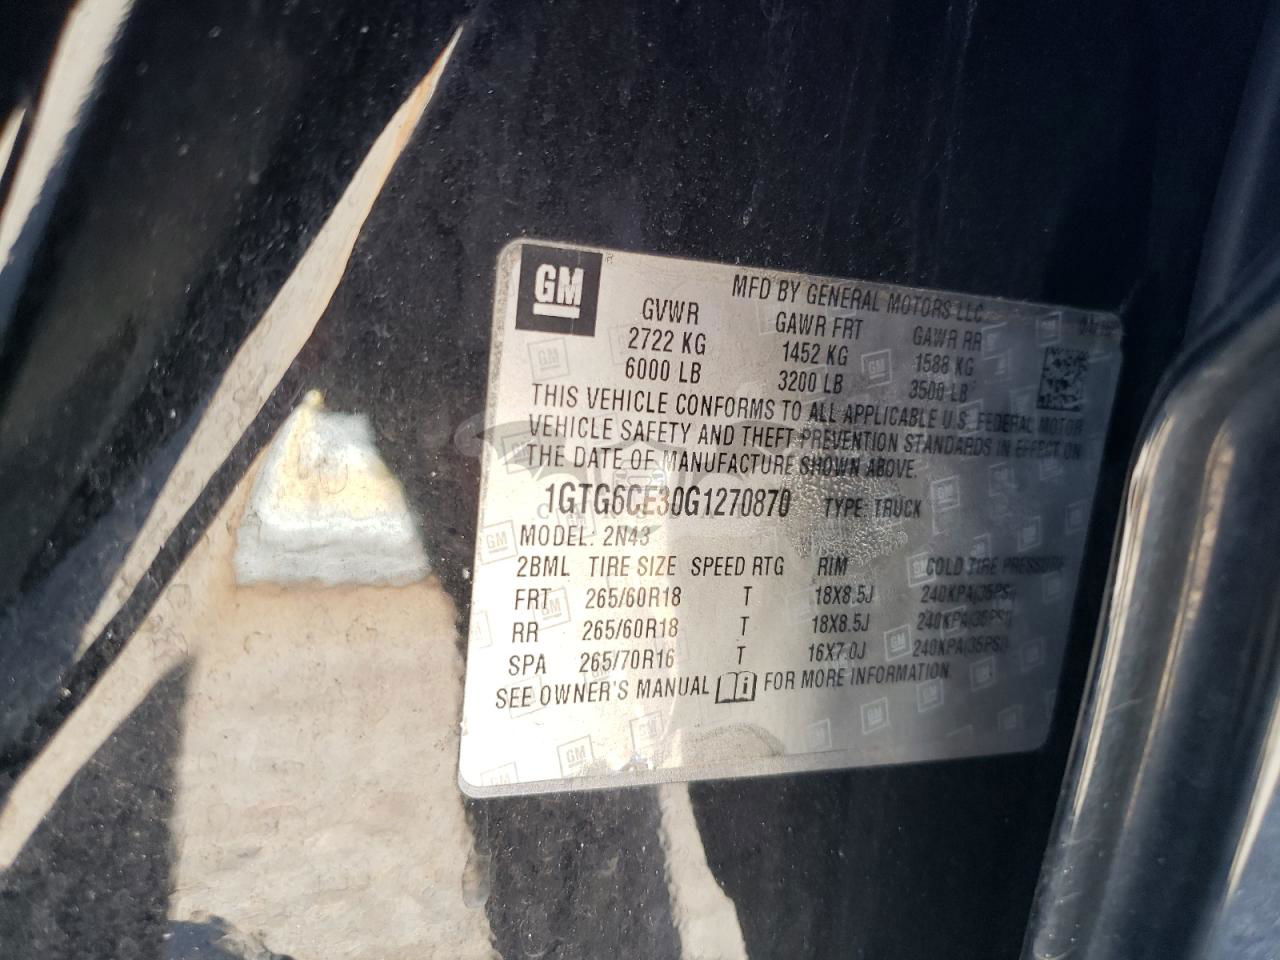 GM
MFD BY GENERAL MOTORS LLC
GVWR GAWR FRT GAWR RR
2722 KG 1452 KG 1588 KG
6000 LB 3200 LB 3500 LB
THIS VEHICLE CONFORMS TO ALL APPLICABLE U.S. FEDERAL MOTOR
VEHICLE SAFETY AND THEFT PREVENTION STANDARDS IN EFFECT ON
THE DATE OF MANUFACTURE SHOWN ABOVE.
1GTG6CE30G1270870 TYPE: TRUCK
MODEL: 2N43
2BML TIRE SIZE SPEED RTG RIM COLD TIRE PRESSURE
FRT 265/60R18 T 18X8.5J 240KPA(35PSI)
RR 265/60R18 T 18X8.5J 240KPA(35PSI)
SPA 265/70R16 T 16X7.0J 240KPA(35PSI)
SEE OWNER'S MANUAL i FOR MORE INFORMATION